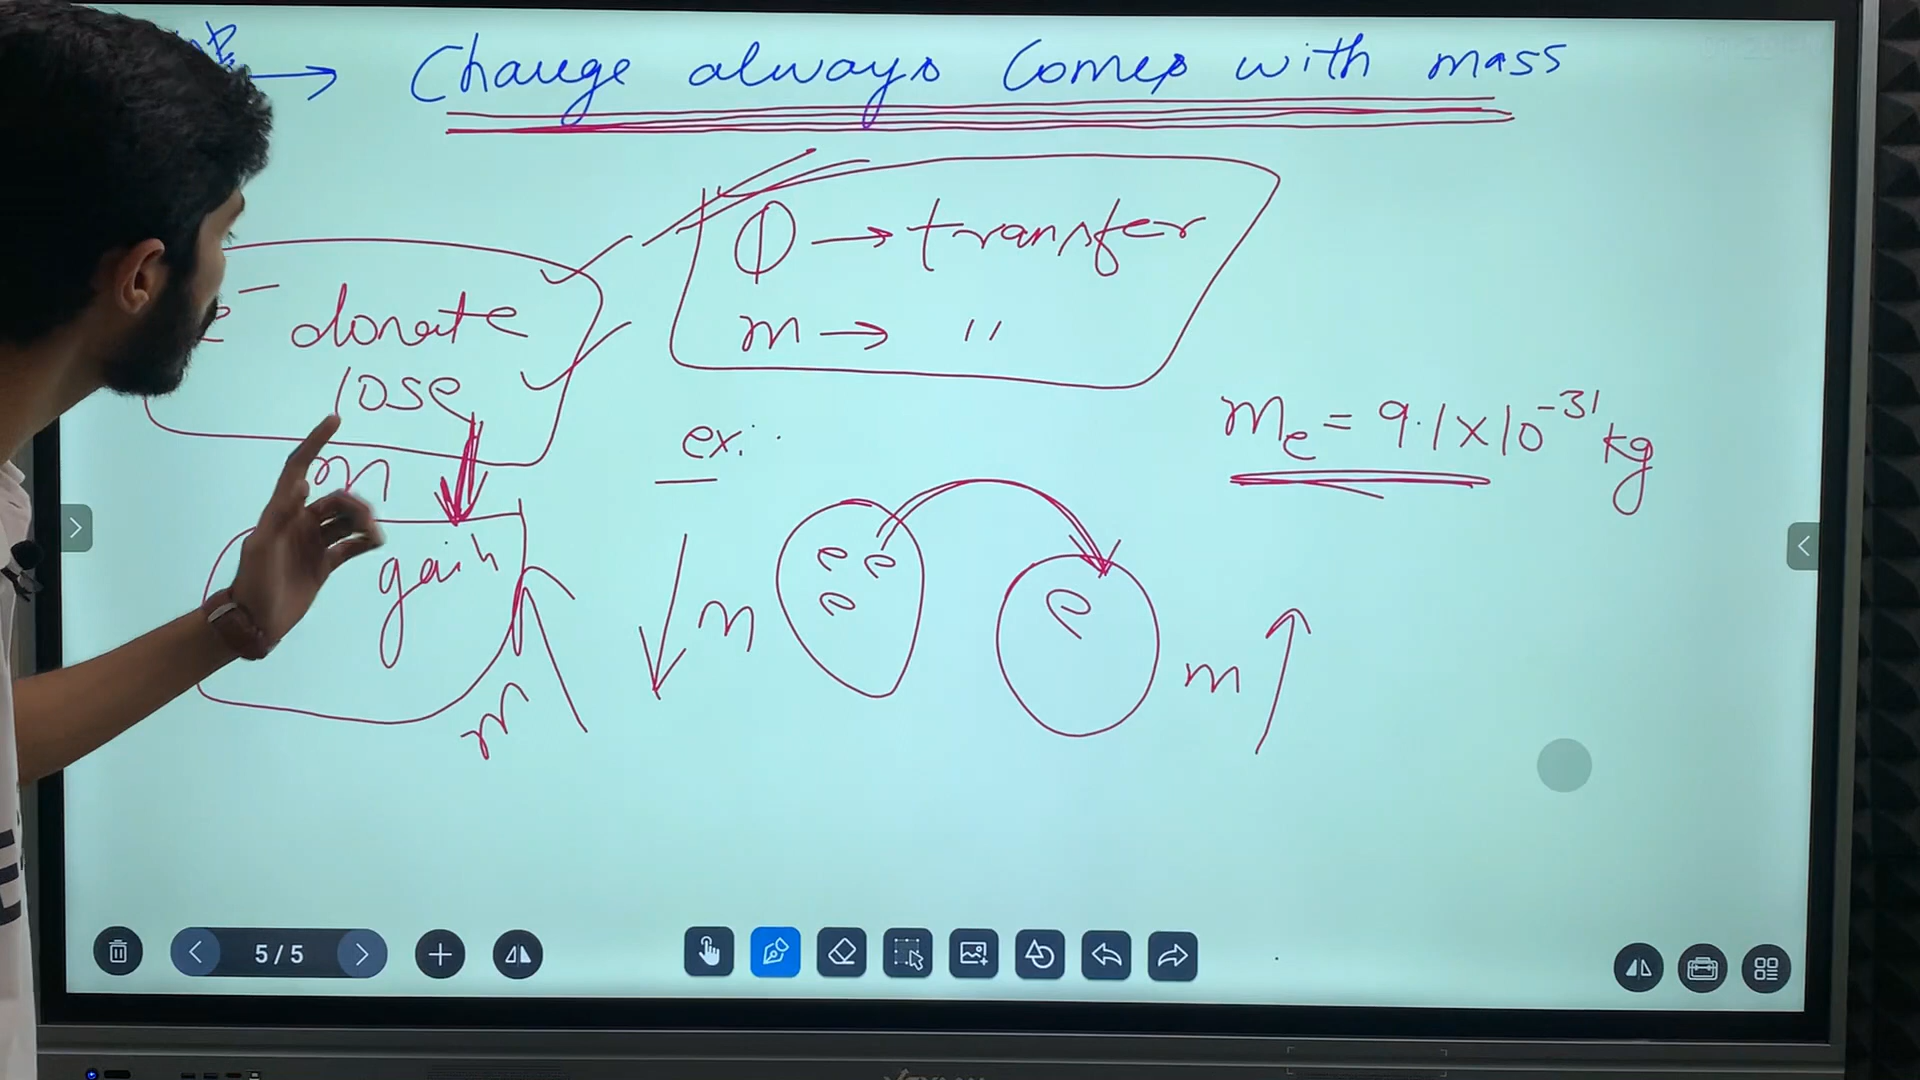 → Charge always Comes with mass
Q → transfer
m → "
e⁻ donate
lose
m
gain
m
ex:
mₑ = 9.1×10⁻³¹ kg
e e
e
e
m
m
5/5